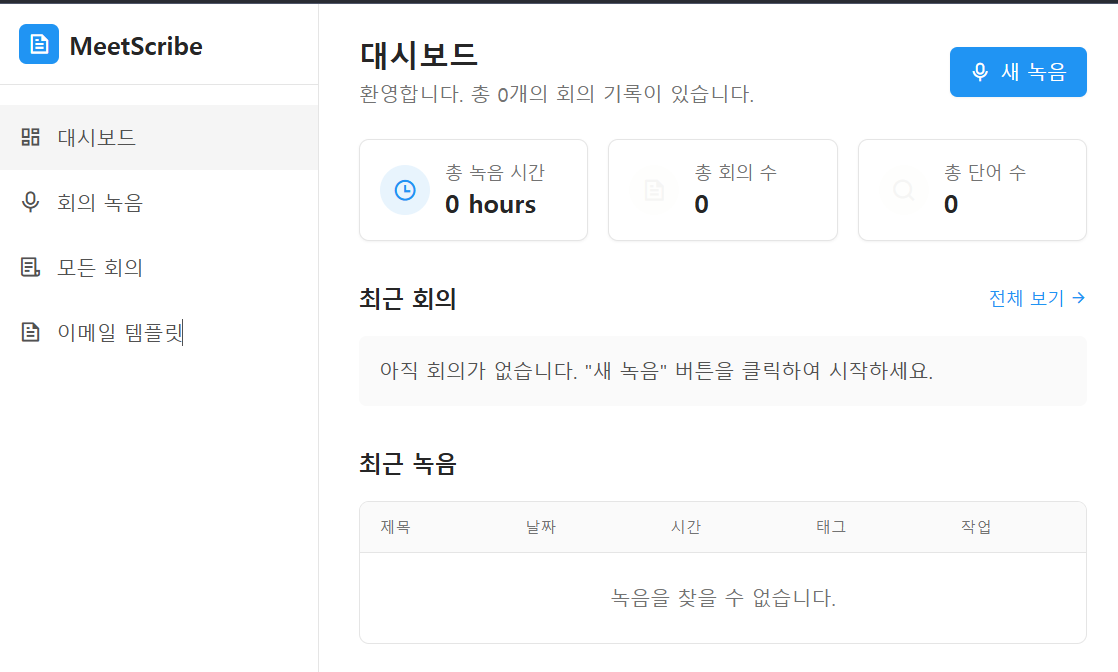 MeetScribe
대시보드
회의 녹음
모든 회의
이메일 템플릿
대시보드
환영합니다. 총 0개의 회의 기록이 있습니다.
새 녹음
총 녹음 시간
0 hours
총 회의 수
0
총 단어 수
0
최근 회의
전체 보기 →
아직 회의가 없습니다. "새 녹음" 버튼을 클릭하여 시작하세요.
최근 녹음
제목 날짜 시간 태그 작업
녹음을 찾을 수 없습니다.